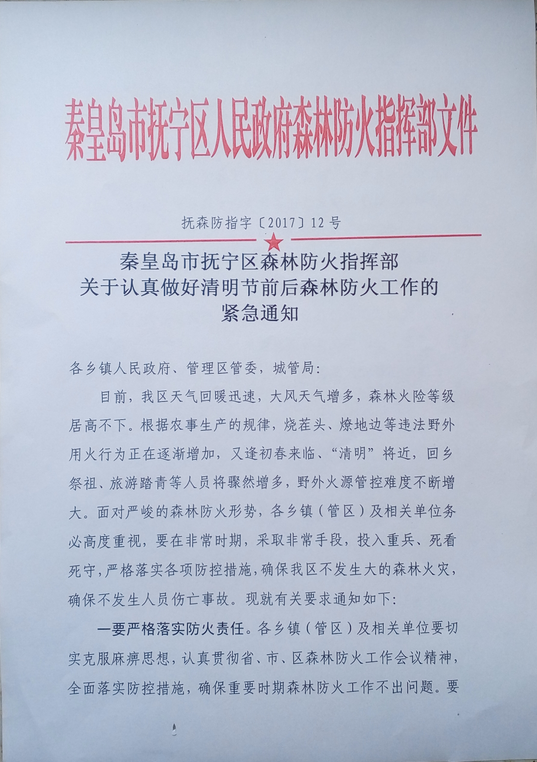 秦皇岛市抚宁区人民政府森林防火指挥部文件
抚森防指字〔2017〕12号
秦皇岛市抚宁区森林防火指挥部
关于认真做好清明节前后森林防火工作的
紧急通知
各乡镇人民政府、管理区管委，城管局：
目前，我区天气回暖迅速，大风天气增多，森林火险等级
居高不下。根据农事生产的规律，烧茬头、燎地边等违法野外
用火行为正在逐渐增加，又逢初春来临、“清明”将近，回乡
祭祖、旅游踏青等人员将骤然增多，野外火源管控难度不断增
大。面对严峻的森林防火形势，各乡镇（管区）及相关单位务
必高度重视，要在非常时期，采取非常手段，投入重兵、死看
死守，严格落实各项防控措施，确保我区不发生大的森林火灾，
确保不发生人员伤亡事故。现就有关要求通知如下：
一要严格落实防火责任。各乡镇（管区）及相关单位要切
实克服麻痹思想，认真贯彻省、市、区森林防火工作会议精神，
全面落实防控措施，确保重要时期森林防火工作不出问题。要